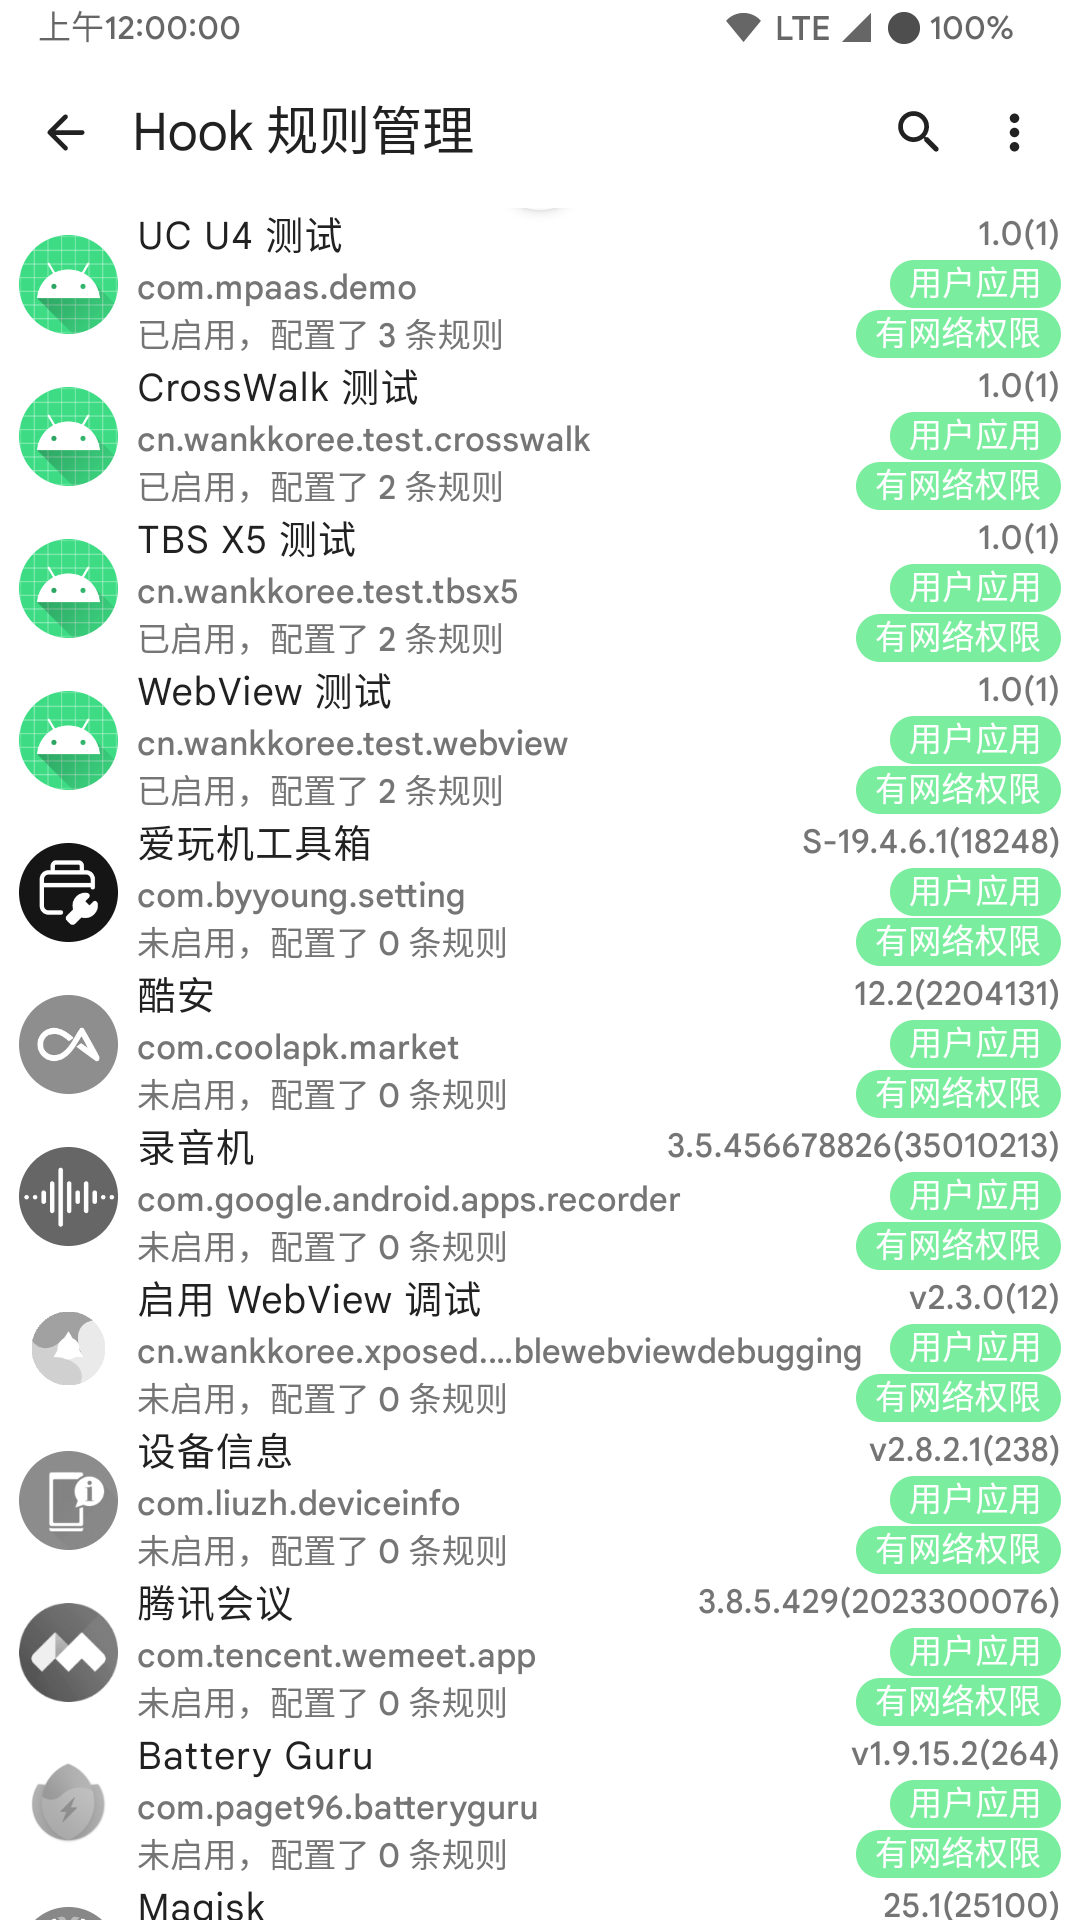 上午12:00:00 LTE 100%
Hook 规则管理
UC U4 测试 1.0(1)
com.mpaas.demo 用户应用
已启用，配置了 3 条规则 有网络权限
CrossWalk 测试 1.0(1)
cn.wankkoree.test.crosswalk 用户应用
已启用，配置了 2 条规则 有网络权限
TBS X5 测试 1.0(1)
cn.wankkoree.test.tbsx5 用户应用
已启用，配置了 2 条规则 有网络权限
WebView 测试 1.0(1)
cn.wankkoree.test.webview 用户应用
已启用，配置了 2 条规则 有网络权限
爱玩机工具箱 S-19.4.6.1(18248)
com.byyoung.setting 用户应用
未启用，配置了 0 条规则 有网络权限
酷安 12.2(2204131)
com.coolapk.market 用户应用
未启用，配置了 0 条规则 有网络权限
录音机 3.5.456678826(35010213)
com.google.android.apps.recorder 用户应用
未启用，配置了 0 条规则 有网络权限
启用 WebView 调试 v2.3.0(12)
cn.wankkoree.xposed....blewebviewdebugging 用户应用
未启用，配置了 0 条规则 有网络权限
设备信息 v2.8.2.1(238)
com.liuzh.deviceinfo 用户应用
未启用，配置了 0 条规则 有网络权限
腾讯会议 3.8.5.429(2023300076)
com.tencent.wemeet.app 用户应用
未启用，配置了 0 条规则 有网络权限
Battery Guru v1.9.15.2(264)
com.paget96.batteryguru 用户应用
未启用，配置了 0 条规则 有网络权限
Magisk 25.1(25100)